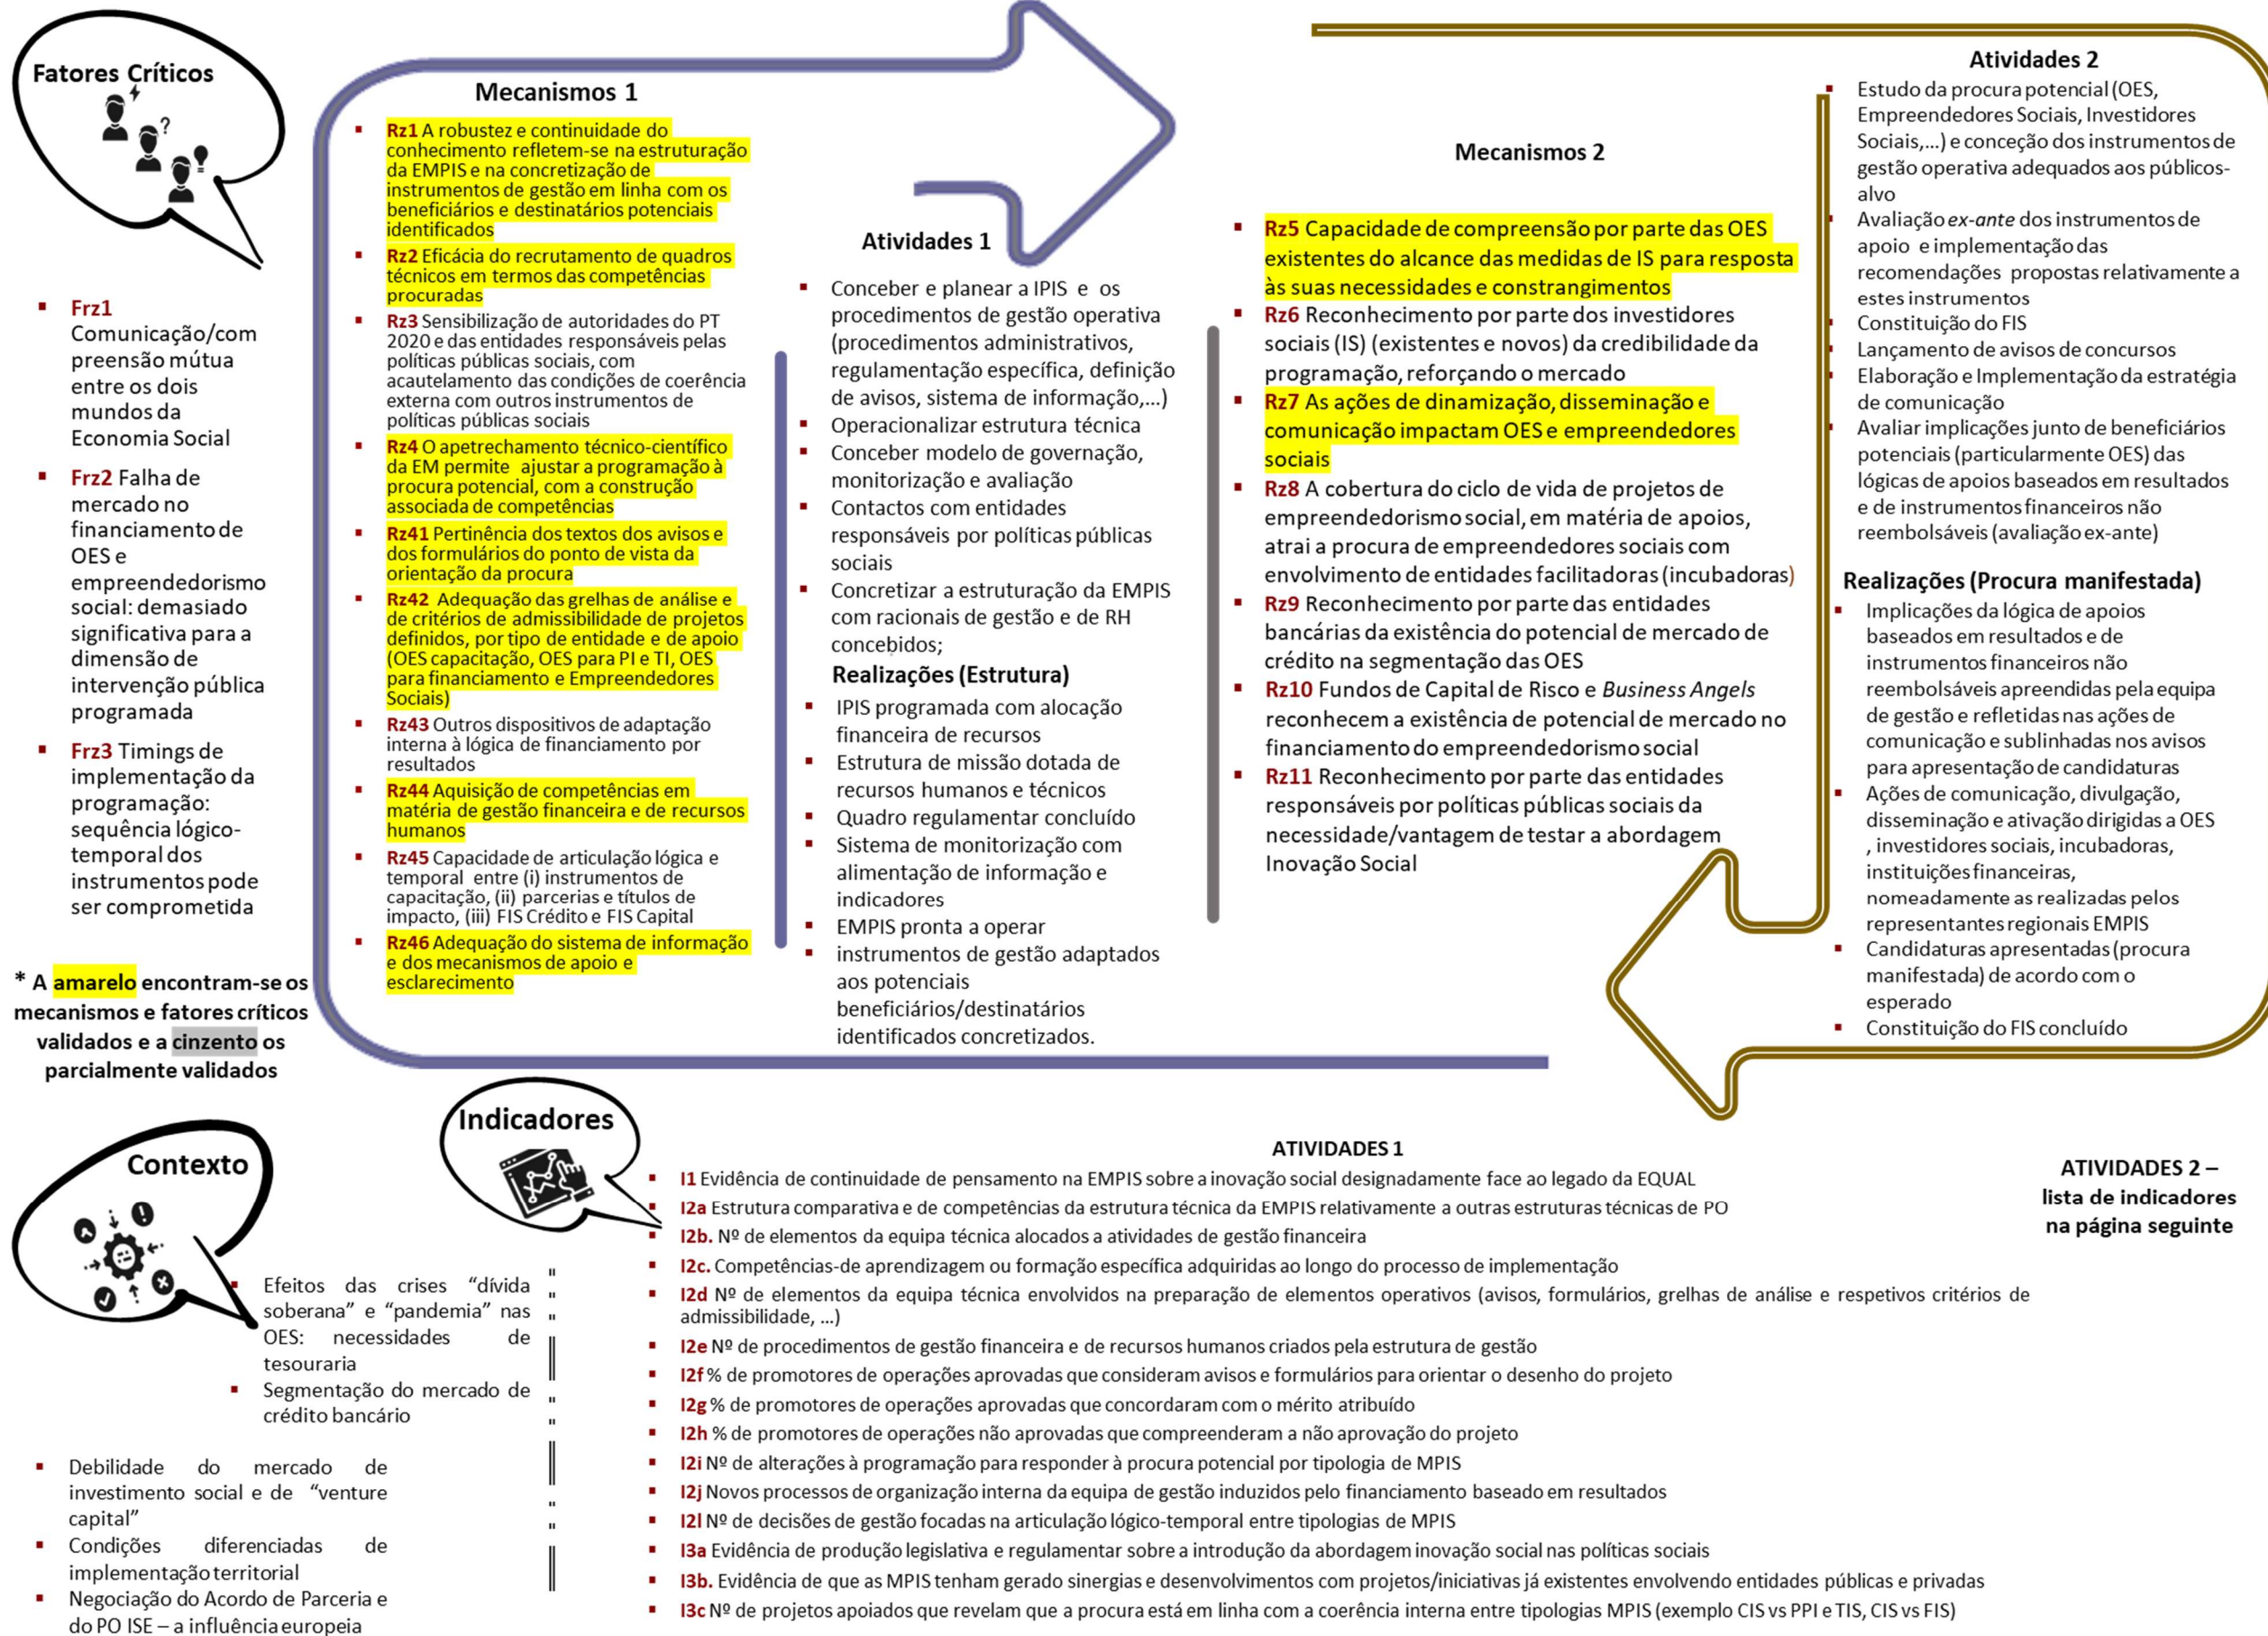 Fatores Críticos
Frz1
Comunicação/com
preensão mútua
entre os dois
mundos da
Economia Social
Frz2 Falha de
mercado no
financiamento de
OES e
empreendedorismo
social: demasiado
significativa para a
dimensão de
intervenção pública
programada
Frz3 Timings de
implementação da
programação:
sequência lógico-
temporal dos
instrumentos pode
ser comprometida
* A amarelo encontram-se os
mecanismos e fatores críticos
validados e a cinzento os
parcialmente validados
Mecanismos 1
Rz1 A robustez e continuidade do
conhecimento refletem-se na estruturação
da EMPIS e na concretização de
instrumentos de gestão em linha com os
beneficiários e destinatários potenciais
identificados
Rz2 Eficácia do recrutamento de quadros
técnicos em termos das competências
procuradas
Rz3 Sensibilização de autoridades do PT
2020 e das entidades responsáveis pelas
políticas públicas sociais, com
acautelamento das condições de coerência
externa com outros instrumentos de
políticas públicas sociais
Rz4 O apetrechamento técnico-científico
da EM permite ajustar a programação à
procura potencial, com a construção
associada de competências
Rz41 Pertinência dos textos dos avisos e
dos formulários do ponto de vista da
orientação da procura
Rz42 Adequação das grelhas de análise e
de critérios de admissibilidade de projetos
definidos, por tipo de entidade e de apoio
(OES capacitação, OES para PI e TI, OES
para financiamento e Empreendedores
Sociais)
Rz43 Outros dispositivos de adaptação
interna à lógica de financiamento por
resultados
Rz44 Aquisição de competências em
matéria de gestão financeira e de recursos
humanos
Rz45 Capacidade de articulação lógica e
temporal entre (i) instrumentos de
capacitação, (ii) parcerias e títulos de
impacto, (iii) FIS Crédito e FIS Capital
Rz46 Adequação do sistema de informação
e dos mecanismos de apoio e
esclarecimento
Atividades 1
Conceber e planear a IPIS e os
procedimentos de gestão operativa
(procedimentos administrativos,
regulamentação específica, definição
de avisos, sistema de informação,...)
Operacionalizar estrutura técnica
Conceber modelo de governação,
monitorização e avaliação
Contactos com entidades
responsáveis por políticas públicas
sociais
Concretizar a estruturação da EMPIS
com racionais de gestão e de RH
concebidos;
Realizações (Estrutura)
IPIS programada com alocação
financeira de recursos
Estrutura de missão dotada de
recursos humanos e técnicos
Quadro regulamentar concluído
Sistema de monitorização com
alimentação de informação e
indicadores
EMPIS pronta a operar
instrumentos de gestão adaptados
aos potenciais
beneficiários/destinatários
identificados concretizados.
Mecanismos 2
Rz5 Capacidade de compreensão por parte das OES
existentes do alcance das medidas de IS para resposta
às suas necessidades e constrangimentos
Rz6 Reconhecimento por parte dos investidores
sociais (IS) (existentes e novos) da credibilidade da
programação, reforçando o mercado
Rz7 As ações de dinamização, disseminação e
comunicação impactam OES e empreendedores
sociais
Rz8 A cobertura do ciclo de vida de projetos de
empreendedorismo social, em matéria de apoios,
atrai a procura de empreendedores sociais com
envolvimento de entidades facilitadoras (incubadoras)
Rz9 Reconhecimento por parte das entidades
bancárias da existência do potencial de mercado de
crédito na segmentação das OES
Rz10 Fundos de Capital de Risco e Business Angels
reconhecem a existência de potencial de mercado no
financiamento do empreendedorismo social
Rz11 Reconhecimento por parte das entidades
responsáveis por políticas públicas sociais da
necessidade/vantagem de testar a abordagem
Inovação Social
Atividades 2
Estudo da procura potencial (OES,
Empreendedores Sociais, Investidores
Sociais,...) e conceção dos instrumentos de
gestão operativa adequados aos públicos-
alvo
Avaliação ex-ante dos instrumentos de
apoio e implementação das
recomendações propostas relativamente a
estes instrumentos
Constituição do FIS
Lançamento de avisos de concursos
Elaboração e Implementação da estratégia
de comunicação
Avaliar implicações junto de beneficiários
potenciais (particularmente OES) das
lógicas de apoios baseados em resultados
e de instrumentos financeiros não
reembolsáveis (avaliação ex-ante)
Realizações (Procura manifestada)
Implicações da lógica de apoios
baseados em resultados e de
instrumentos financeiros não
reembolsáveis apreendidas pela equipa
de gestão e refletidas nas ações de
comunicação e sublinhadas nos avisos
para apresentação de candidaturas
Ações de comunicação, divulgação,
disseminação e ativação dirigidas a OES
, investidores sociais, incubadoras,
instituições financeiras,
nomeadamente as realizadas pelos
representantes regionais EMPIS
Candidaturas apresentadas (procura
manifestada) de acordo com o
esperado
Constituição do FIS concluído
Contexto
Efeitos das crises “dívida
soberana” e “pandemia” nas
OES: necessidades de
tesouraria
Segmentação do mercado de
crédito bancário
Debilidade do mercado de
investimento social e de “venture
capital”
Condições diferenciadas de
implementação territorial
Negociação do Acordo de Parceria e
do PO ISE – a influência europeia
Indicadores
ATIVIDADES 1
I1 Evidência de continuidade de pensamento na EMPIS sobre a inovação social designadamente face ao legado da EQUAL
I2a Estrutura comparativa e de competências da estrutura técnica da EMPIS relativamente a outras estruturas técnicas de PO
I2b. Nº de elementos da equipa técnica alocados a atividades de gestão financeira
I2c. Competências-de aprendizagem ou formação específica adquiridas ao longo do processo de implementação
I2d Nº de elementos da equipa técnica envolvidos na preparação de elementos operativos (avisos, formulários, grelhas de análise e respetivos critérios de
admissibilidade, ...)
I2e Nº de procedimentos de gestão financeira e de recursos humanos criados pela estrutura de gestão
I2f % de promotores de operações aprovadas que consideram avisos e formulários para orientar o desenho do projeto
I2g % de promotores de operações aprovadas que concordaram com o mérito atribuído
I2h % de promotores de operações não aprovadas que compreenderam a não aprovação do projeto
I2i Nº de alterações à programação para responder à procura potencial por tipologia de MPIS
I2j Novos processos de organização interna da equipa de gestão induzidos pelo financiamento baseado em resultados
I2l Nº de decisões de gestão focadas na articulação lógico-temporal entre tipologias de MPIS
I3a Evidência de produção legislativa e regulamentar sobre a introdução da abordagem inovação social nas políticas sociais
I3b. Evidência de que as MPIS tenham gerado sinergias e desenvolvimentos com projetos/iniciativas já existentes envolvendo entidades públicas e privadas
I3c Nº de projetos apoiados que revelam que a procura está em linha com a coerência interna entre tipologias MPIS (exemplo CIS vs PPI e TIS, CIS vs FIS)
ATIVIDADES 2 –
lista de indicadores
na página seguinte